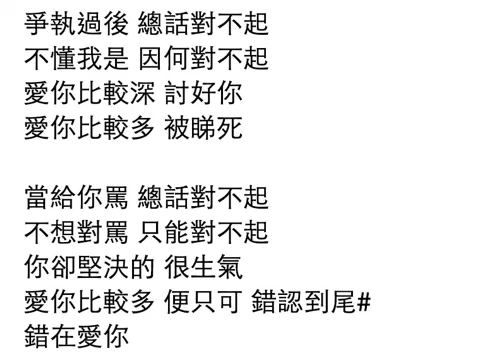 爭執過後 總話對不起
不懂我是 因何對不起
愛你比較深 討好你
愛你比較多 被睇死
當給你罵 總話對不起
不想對罵 只能對不起
你卻堅決的 很生氣
愛你比較多 便只可 錯認到尾#
錯在愛你